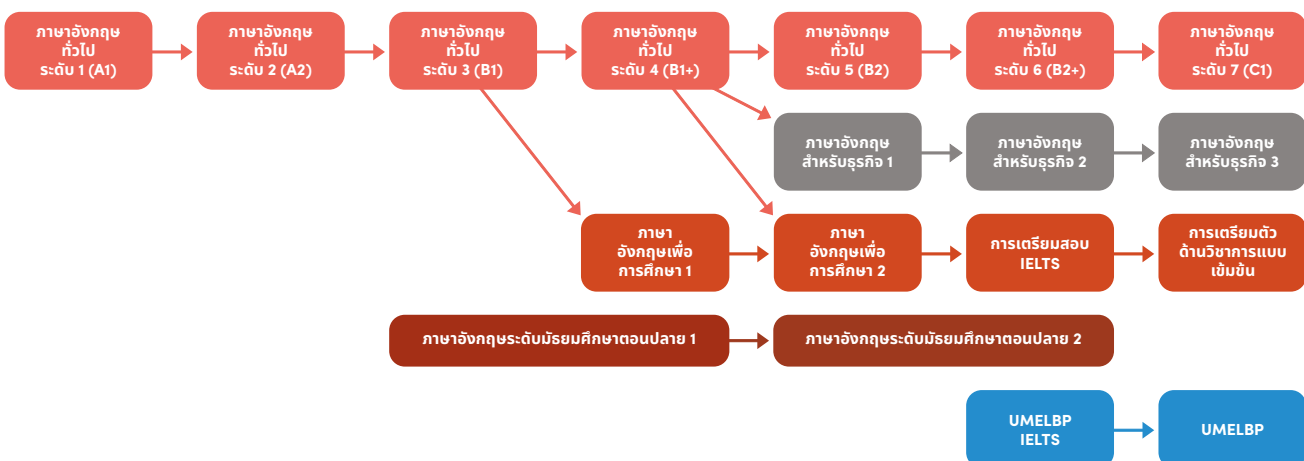 ภาษาอังกฤษ
ทั่วไป
ระดับ 1 (A1)
ภาษาอังกฤษ
ทั่วไป
ระดับ 2 (A2)
ภาษาอังกฤษ
ทั่วไป
ระดับ 3 (B1)
ภาษาอังกฤษ
ทั่วไป
ระดับ 4 (B1+)
ภาษาอังกฤษ
ทั่วไป
ระดับ 5 (B2)
ภาษาอังกฤษ
ทั่วไป
ระดับ 6 (B2+)
ภาษาอังกฤษ
ทั่วไป
ระดับ 7 (C1)
ภาษาอังกฤษ
สำหรับธุรกิจ 1
ภาษาอังกฤษ
สำหรับธุรกิจ 2
ภาษาอังกฤษ
สำหรับธุรกิจ 3
ภาษา
อังกฤษเพื่อ
การศึกษา 1
ภาษา
อังกฤษเพื่อ
การศึกษา 2
การเตรียมสอบ
IELTS
การเตรียมตัว
ด้านวิชาการแบบ
เข้มข้น
ภาษาอังกฤษระดับมัธยมศึกษาตอนปลาย 1
ภาษาอังกฤษระดับมัธยมศึกษาตอนปลาย 2
UMELBP
IELTS
UMELBP